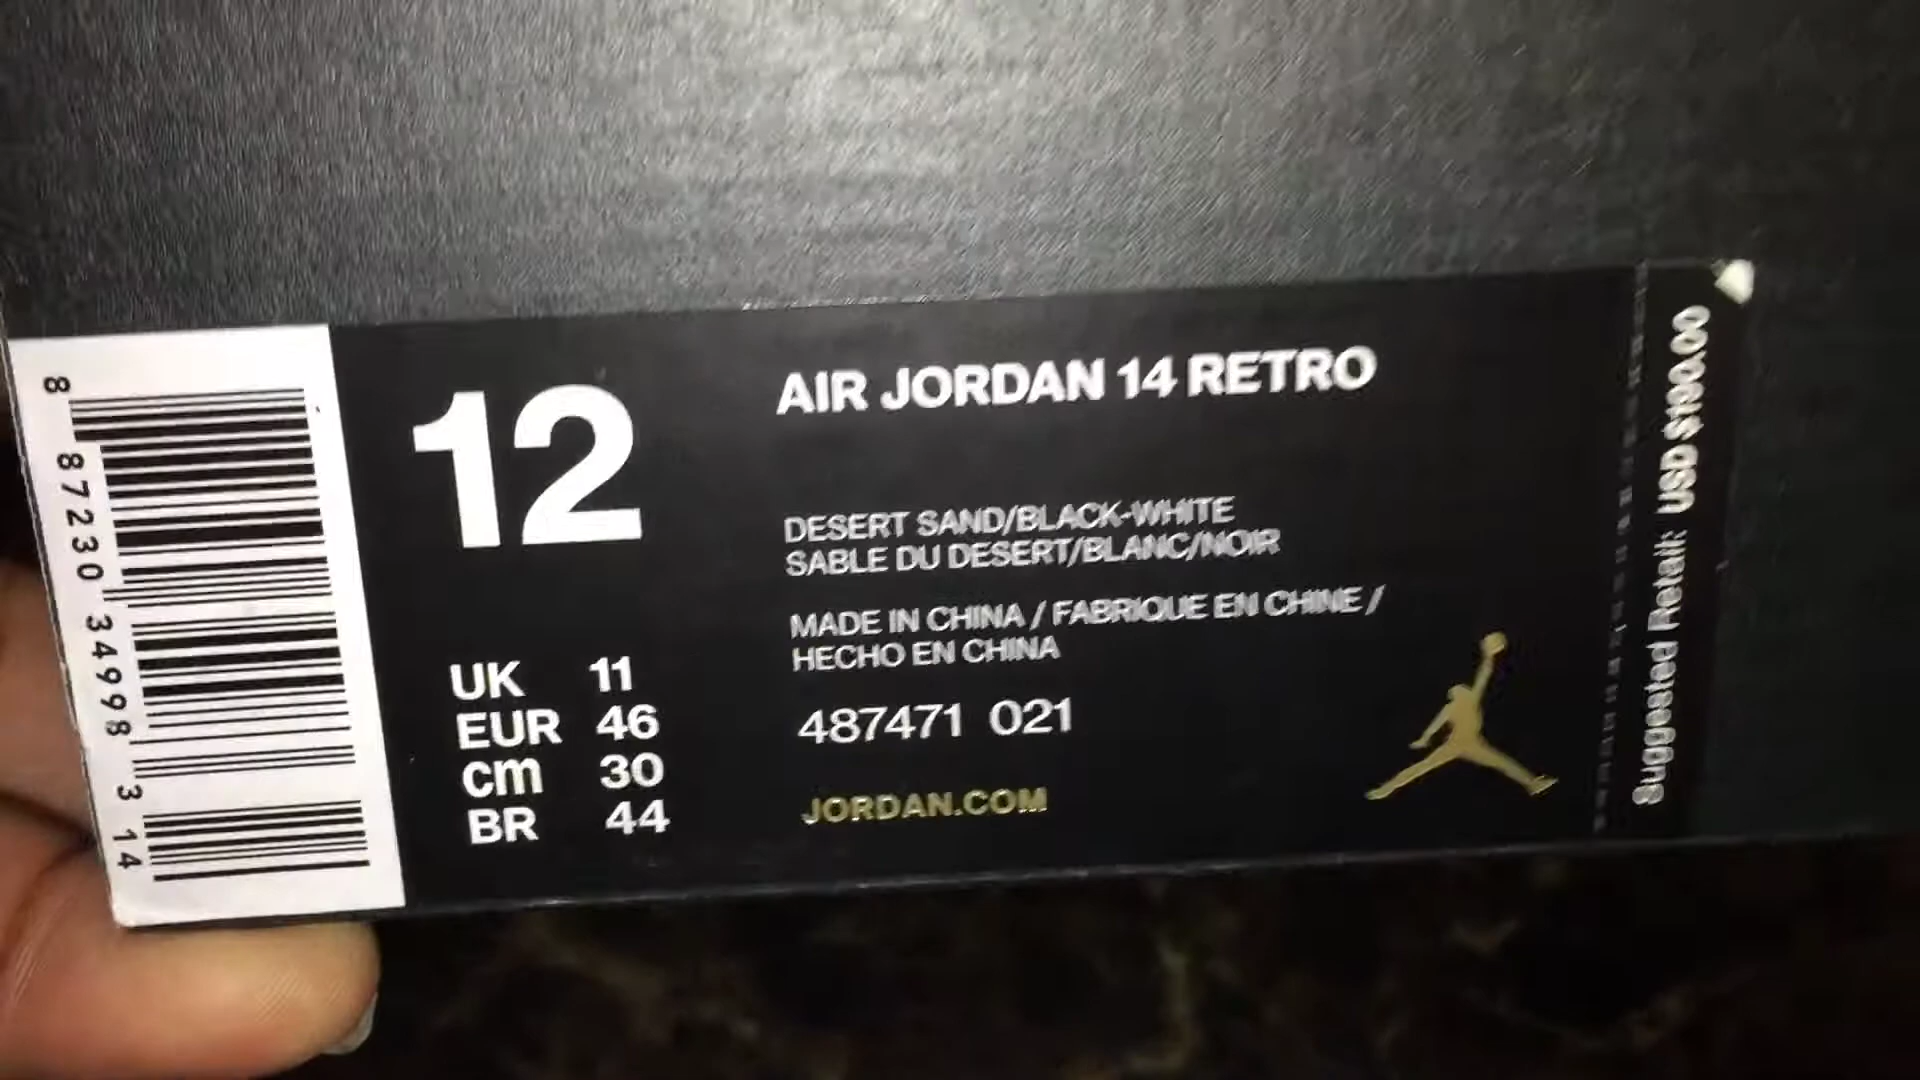 8 87230 34998 3 14
12
UK 11
EUR 46
cm 30
BR 44
AIR JORDAN 14 RETRO
DESERT SAND/BLACK-WHITE
SABLE DU DESERT/BLANC/NOIR
MADE IN CHINA / FABRIQUE EN CHINE /
HECHO EN CHINA
487471 021
JORDAN.COM
Suggested Retail: USD $190.00